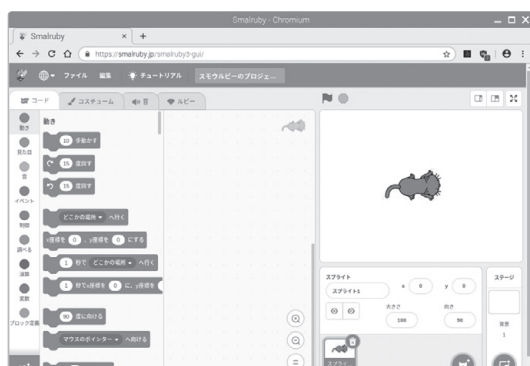 Smalruby - Chromium
Smalruby × +
https://smalruby.jp/smalruby3-gui/
ファイル 編集 チュートリアル スモウルビーのプロジェ...
コード コスチューム 音 ルビー
動き
見た目
音
イベント
制御
調べる
演算
変数
ブロック定義
動き
10 歩動かす
15 度回す
15 度回す
どこかの場所 へ行く
x座標を 0 、y座標を 0 にする
1 秒で どこかの場所 へ行く
1 秒でx座標を 0 に、y座標を
90 度に向ける
マウスのポインター へ向ける
スプライト
スプライト1 x 0 y 0
大きさ 向き
100 90
スプライ...
ステージ
背景
1